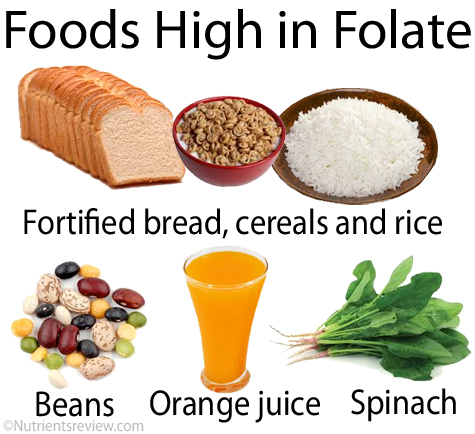 Foods High in Folate
Fortified bread, cereals and rice
Beans Orange juice Spinach
©Nutrientsreview.com